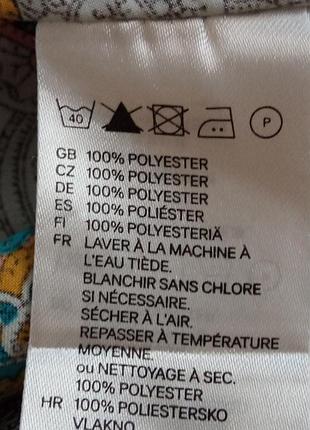 40 P
GB 100% POLYESTER
CZ 100% POLYESTER
DE 100% POLYESTER
ES 100% POLIÉSTER
FI 100% POLYESTERIÄ
FR LAVER À LA MACHINE À
L'EAU TIÈDE.
BLANCHIR SANS CHLORE
SI NÉCESSAIRE.
SÉCHER À L'AIR.
REPASSER À TEMPÉRATURE
MOYENNE.
ou NETTOYAGE À SEC.
100% POLYESTER
HR 100% POLIESTERSKO
VLAKNO